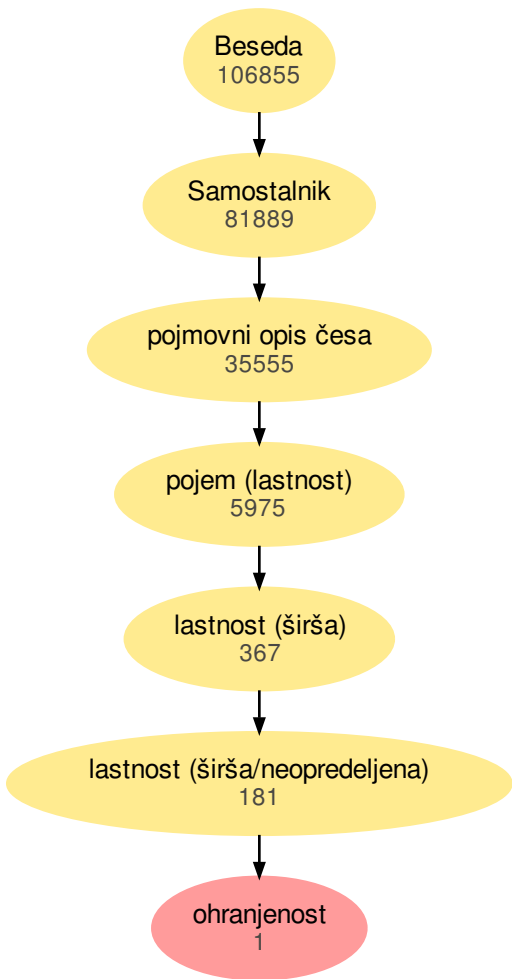 Beseda
106855
Samostalnik
81889
pojmovni opis česa
35555
pojem (lastnost)
5975
lastnost (širša)
367
lastnost (širša/neopredeljena)
181
ohranjenost
1